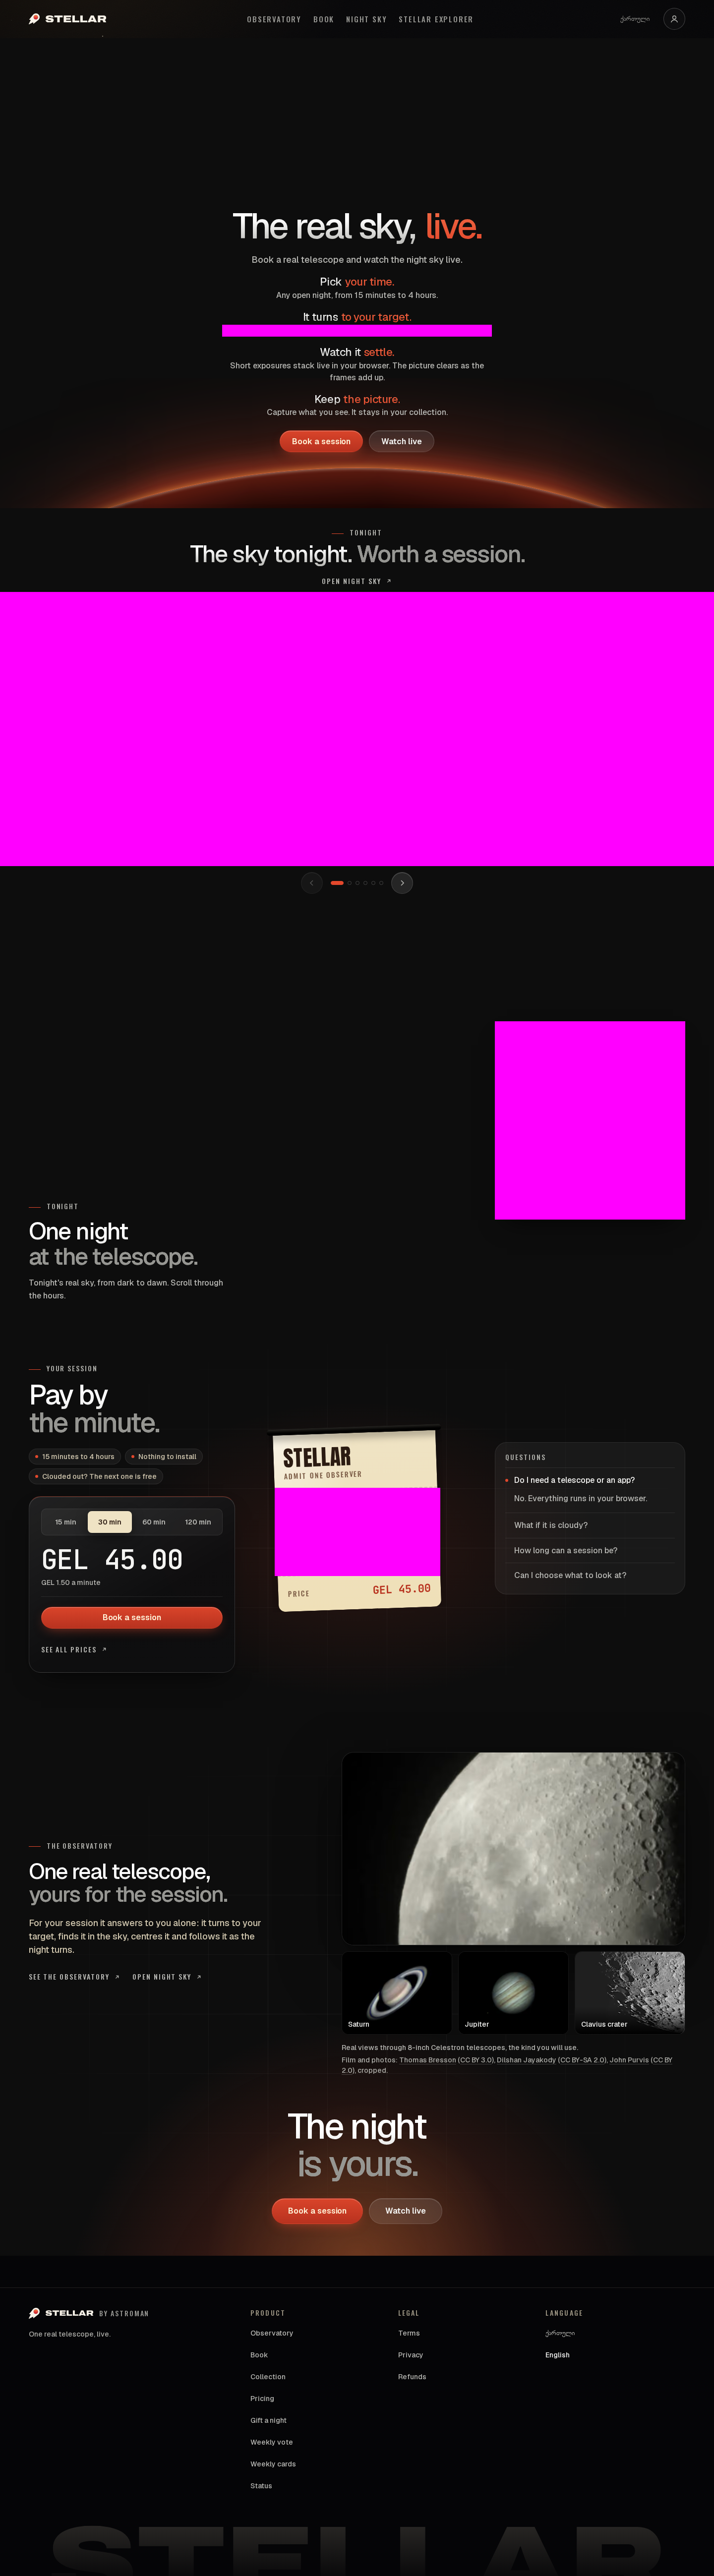 STELLAR
OBSERVATORY BOOK NIGHT SKY STELLAR EXPLORER
ქართული
The real sky, live.
Book a real telescope and watch the night sky live.
Pick your time.
Any open night, from 15 minutes to 4 hours.
It turns to your target.
Watch it settle.
Short exposures stack live in your browser. The picture clears as the
frames add up.
Keep the picture.
Capture what you see. It stays in your collection.
Book a session Watch live
TONIGHT
The sky tonight. Worth a session.
OPEN NIGHT SKY ↗
TONIGHT
One night
at the telescope.
Tonight's real sky, from dark to dawn. Scroll through
the hours.
YOUR SESSION
Pay by
the minute.
15 minutes to 4 hours Nothing to install
Clouded out? The next one is free
15 min 30 min 60 min 120 min
GEL 45.00
GEL 1.50 a minute
Book a session
SEE ALL PRICES ↗
STELLAR
ADMIT ONE OBSERVER
PRICE GEL 45.00
QUESTIONS
Do I need a telescope or an app?
No. Everything runs in your browser.
What if it is cloudy?
How long can a session be?
Can I choose what to look at?
THE OBSERVATORY
One real telescope,
yours for the session.
For your session it answers to you alone: it turns to your
target, finds it in the sky, centres it and follows it as the
night turns.
SEE THE OBSERVATORY ↗ OPEN NIGHT SKY ↗
Saturn Jupiter Clavius crater
Real views through 8-inch Celestron telescopes, the kind you will use.
Film and photos: Thomas Bresson (CC BY 3.0), Dilshan Jayakody (CC BY-SA 2.0), John Purvis (CC BY
2.0), cropped.
The night
is yours.
Book a session Watch live
STELLAR BY ASTROMAN
One real telescope, live.
PRODUCT
Observatory
Book
Collection
Pricing
Gift a night
Weekly vote
Weekly cards
Status
LEGAL
Terms
Privacy
Refunds
LANGUAGE
ქართული
English
STELLAR